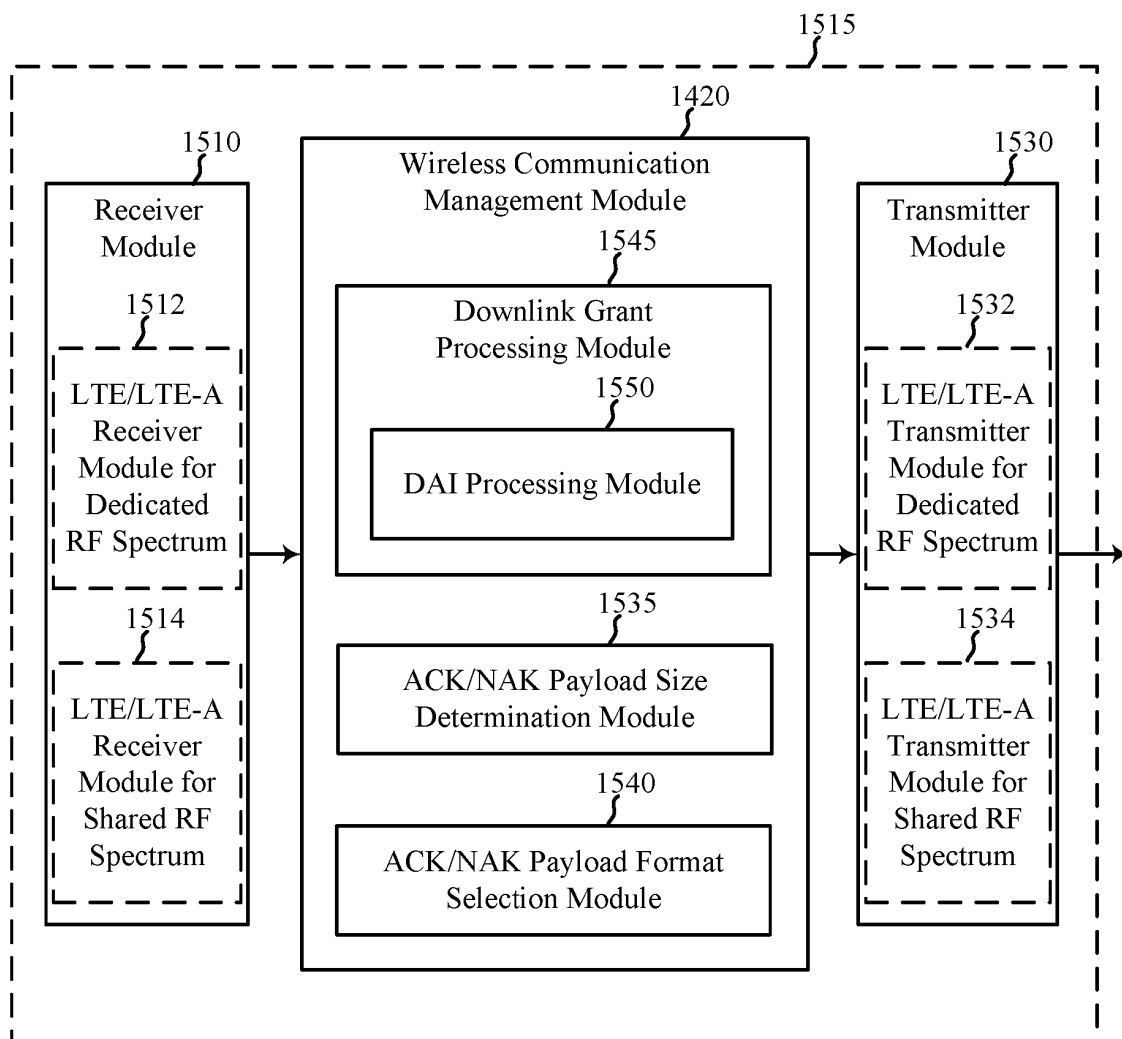 1515
1510
Receiver
Module
1512
LTE/LTE-A
Receiver
Module for
Dedicated
RF Spectrum
1514
LTE/LTE-A
Receiver
Module for
Shared RF
Spectrum
1420
Wireless Communication
Management Module
1545
Downlink Grant
Processing Module
1550
DAI Processing Module
1535
ACK/NAK Payload Size
Determination Module
1540
ACK/NAK Payload Format
Selection Module
1530
Transmitter
Module
1532
LTE/LTE-A
Transmitter
Module for
Dedicated
RF Spectrum
1534
LTE/LTE-A
Transmitter
Module for
Shared RF
Spectrum